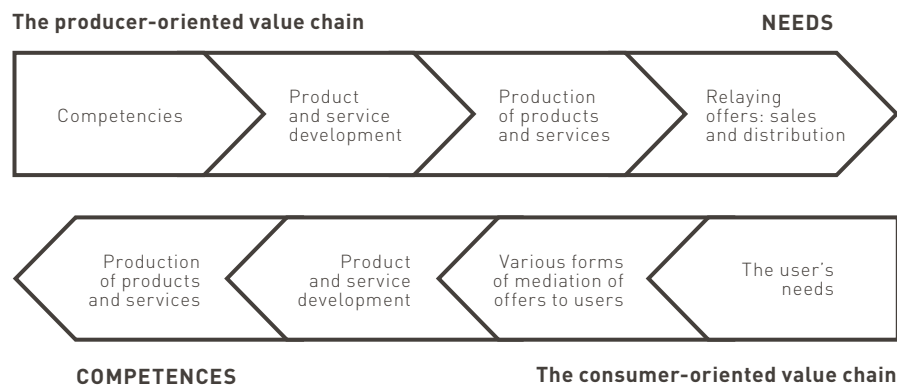 The producer-oriented value chain
NEEDS
Competencies
Product
and service
development
Production
of products
and services
Relaying
offers: sales
and distribution
Production
of products
and services
Product
and service
development
Various forms
of mediation of
offers to users
The user's
needs
COMPETENCES
The consumer-oriented value chain